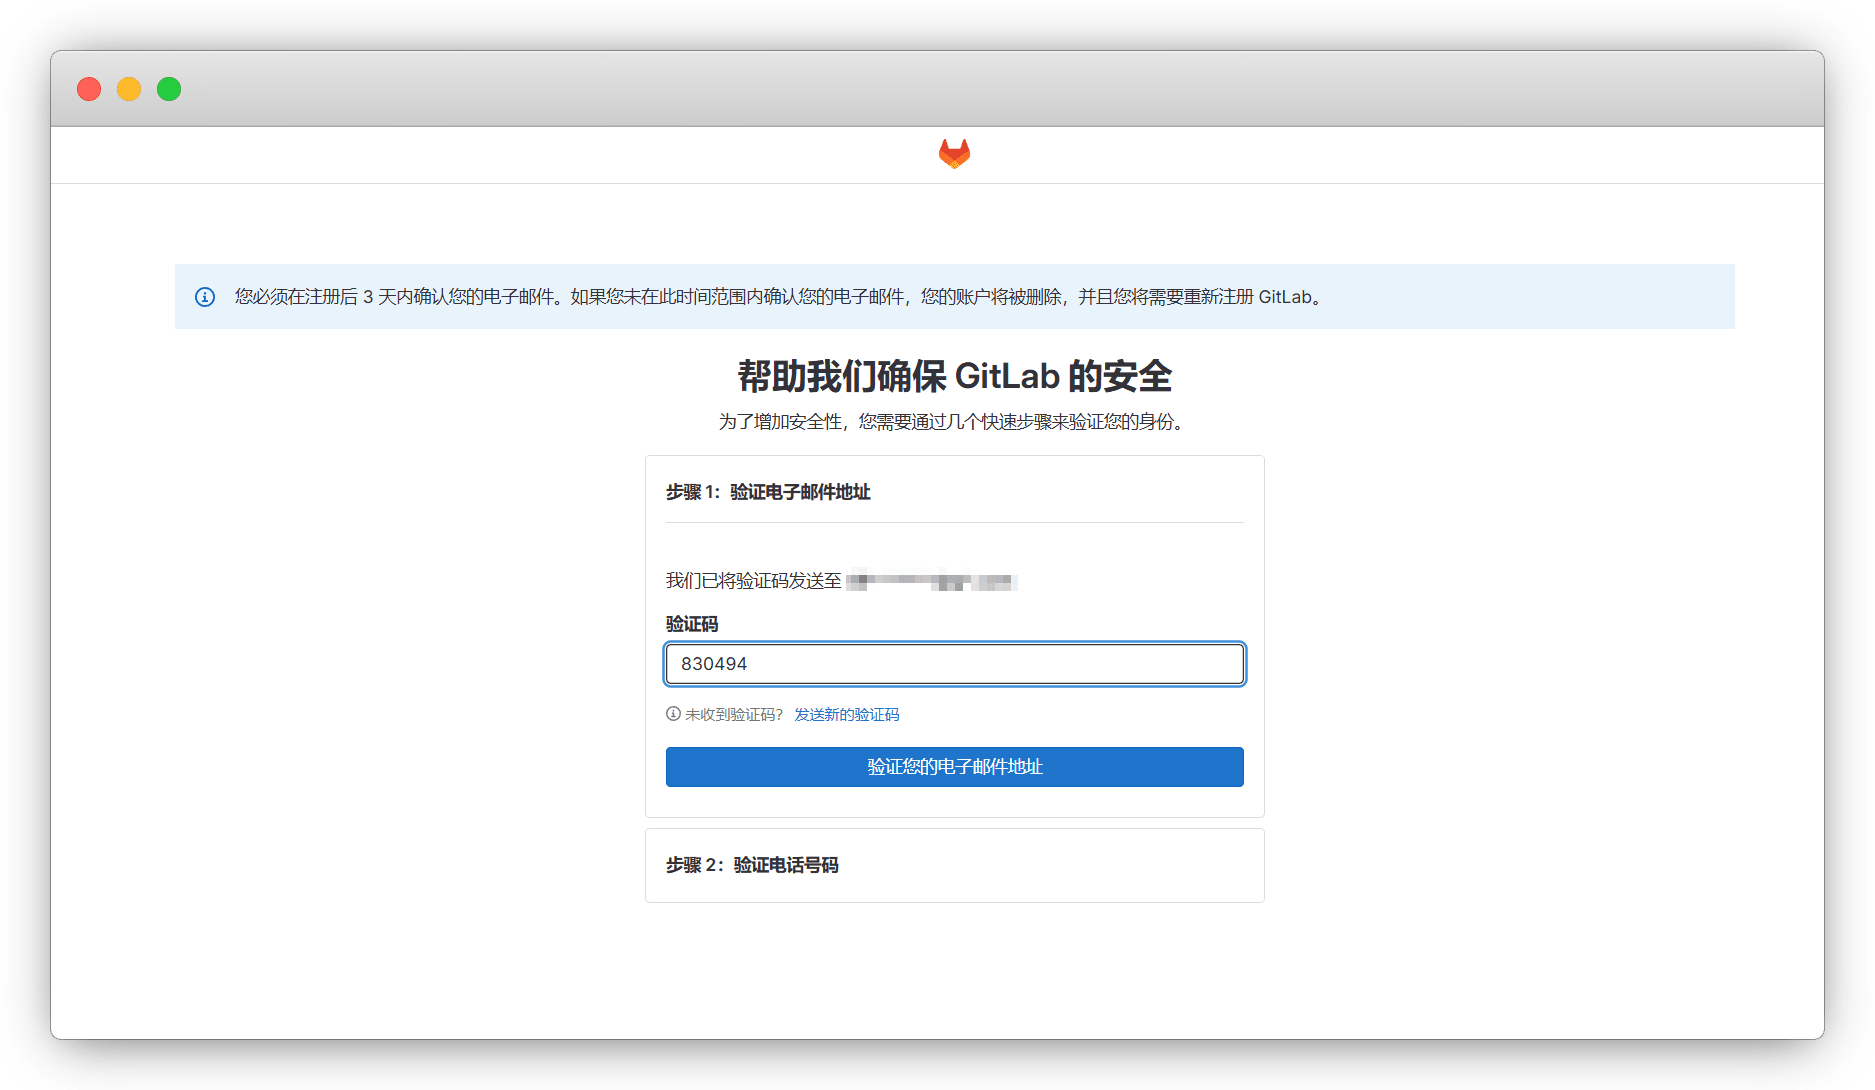 您必须在注册后 3 天内确认您的电子邮件。如果您未在此时间范围内确认您的电子邮件，您的账户将被删除，并且您将需要重新注册 GitLab。
帮助我们确保 GitLab 的安全
为了增加安全性，您需要通过几个快速步骤来验证您的身份。
步骤 1：验证电子邮件地址
我们已将验证码发送至
验证码
830494
未收到验证码？ 发送新的验证码
验证您的电子邮件地址
步骤 2：验证电话号码